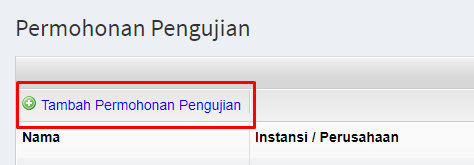 Permohonan Pengujian
Tambah Permohonan Pengujian
Nama Instansi / Perusahaan